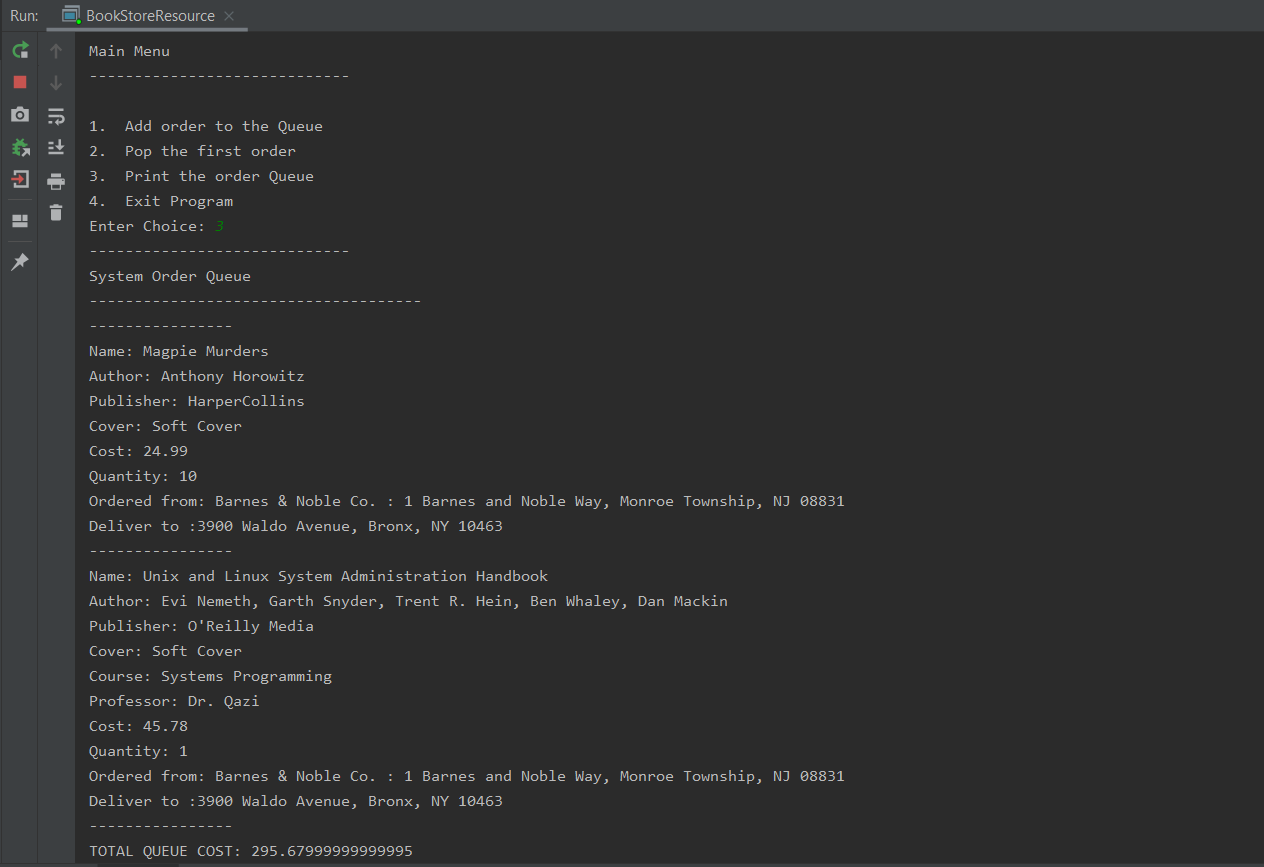 Run: BookStoreResource
Main Menu
-----------------------------
1. Add order to the Queue
2. Pop the first order
3. Print the order Queue
4. Exit Program
Enter Choice: 3
-----------------------------
System Order Queue
-------------------------------------
----------------
Name: Magpie Murders
Author: Anthony Horowitz
Publisher: HarperCollins
Cover: Soft Cover
Cost: 24.99
Quantity: 10
Ordered from: Barnes & Noble Co. : 1 Barnes and Noble Way, Monroe Township, NJ 08831
Deliver to :3900 Waldo Avenue, Bronx, NY 10463
----------------
Name: Unix and Linux System Administration Handbook
Author: Evi Nemeth, Garth Snyder, Trent R. Hein, Ben Whaley, Dan Mackin
Publisher: O'Reilly Media
Cover: Soft Cover
Course: Systems Programming
Professor: Dr. Qazi
Cost: 45.78
Quantity: 1
Ordered from: Barnes & Noble Co. : 1 Barnes and Noble Way, Monroe Township, NJ 08831
Deliver to :3900 Waldo Avenue, Bronx, NY 10463
----------------
TOTAL QUEUE COST: 295.67999999999995